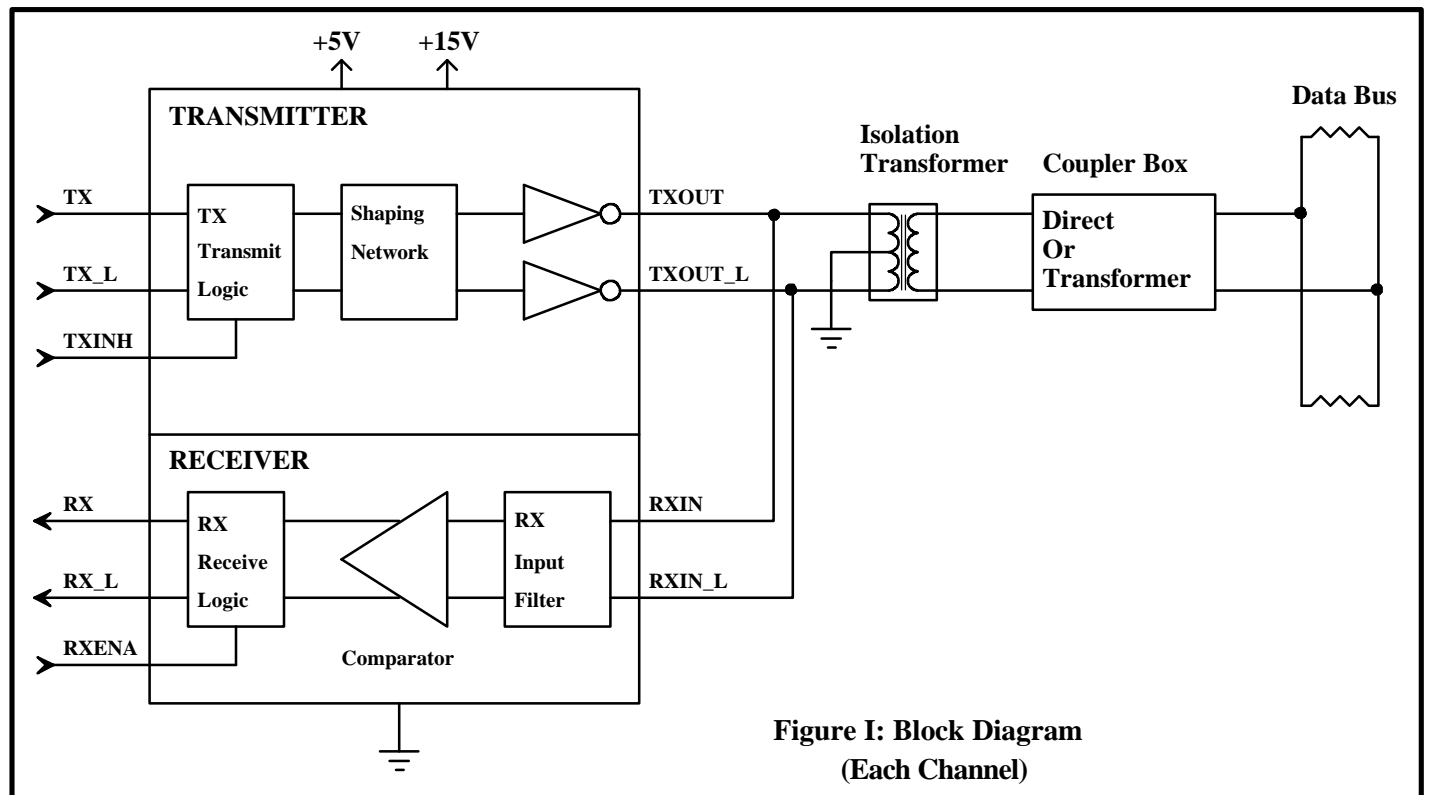 +5V
+15V
TRANSMITTER
Data Bus
Isolation
Transformer
Coupler Box
TX
TX
Transmit
Logic
Shaping
Network
TXOUT
Direct
Or
Transformer
TX_L
TXOUT_L
TXINH
RECEIVER
RX
RX
Receive
Logic
RX
Input
Filter
RXIN
RX_L
RXIN_L
RXENA
Comparator
Figure I: Block Diagram
(Each Channel)